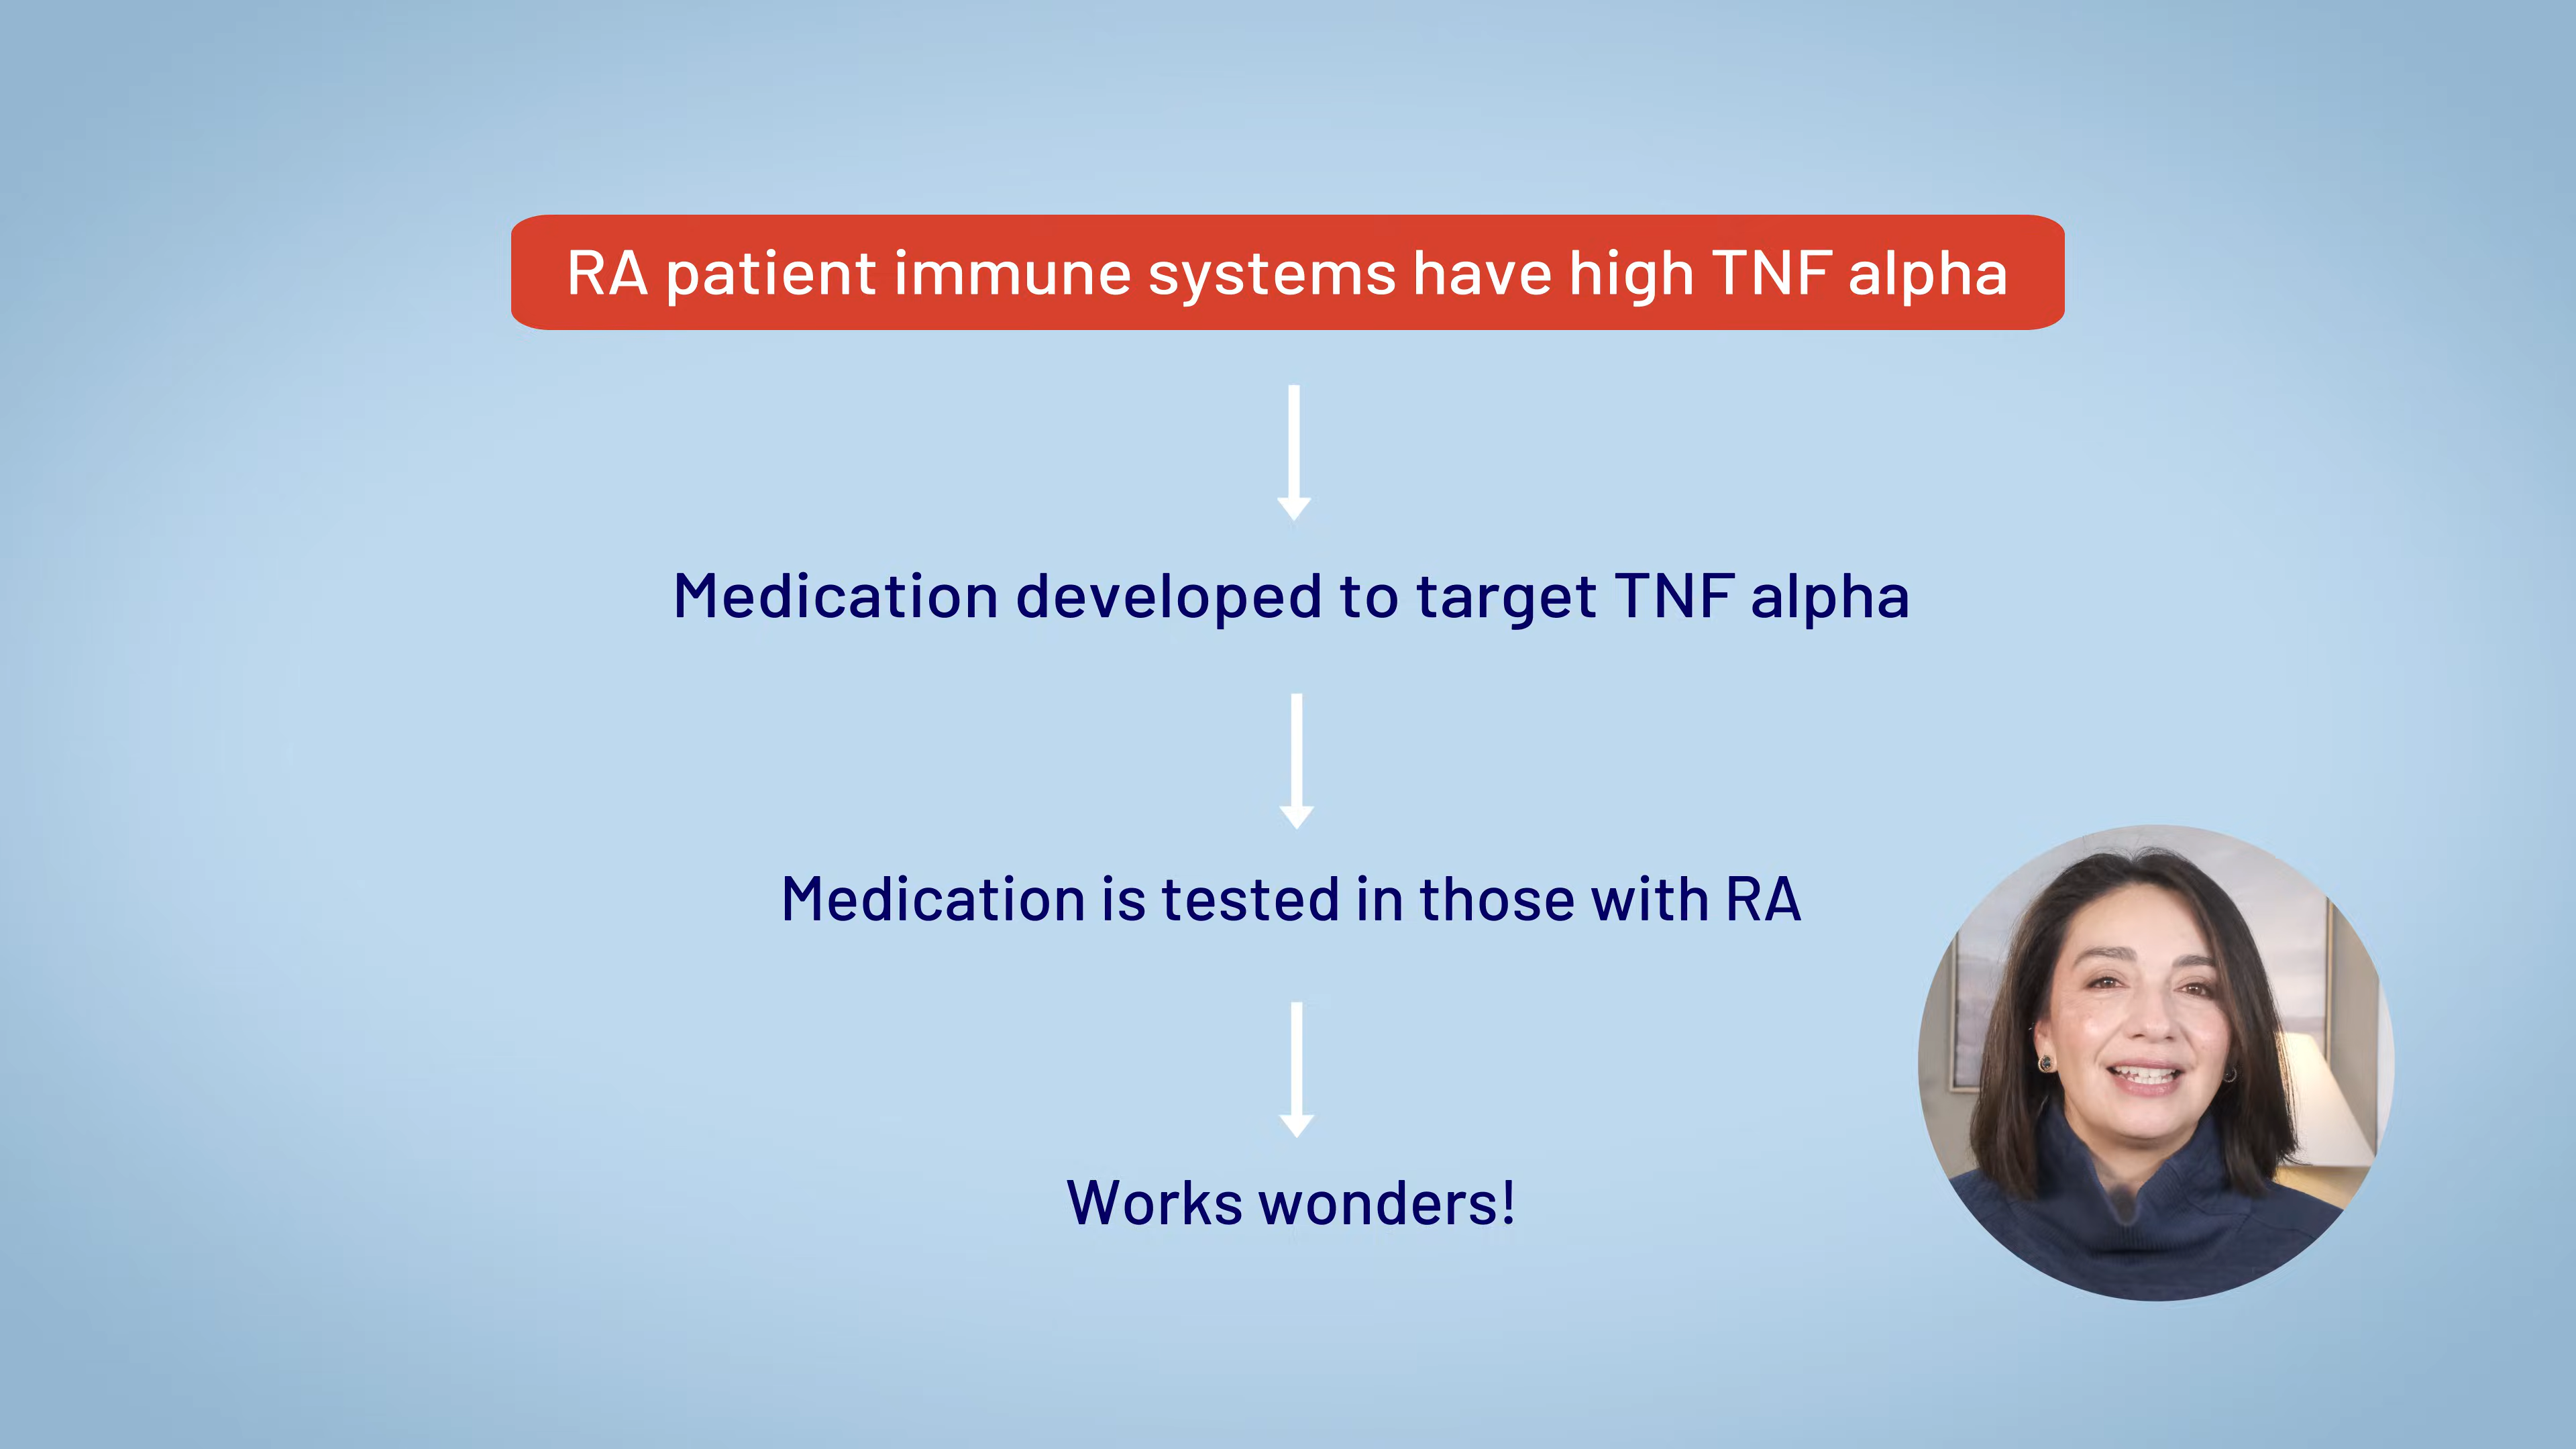 RA patient immune systems have high TNF alpha
Medication developed to target TNF alpha
Medication is tested in those with RA
Works wonders!